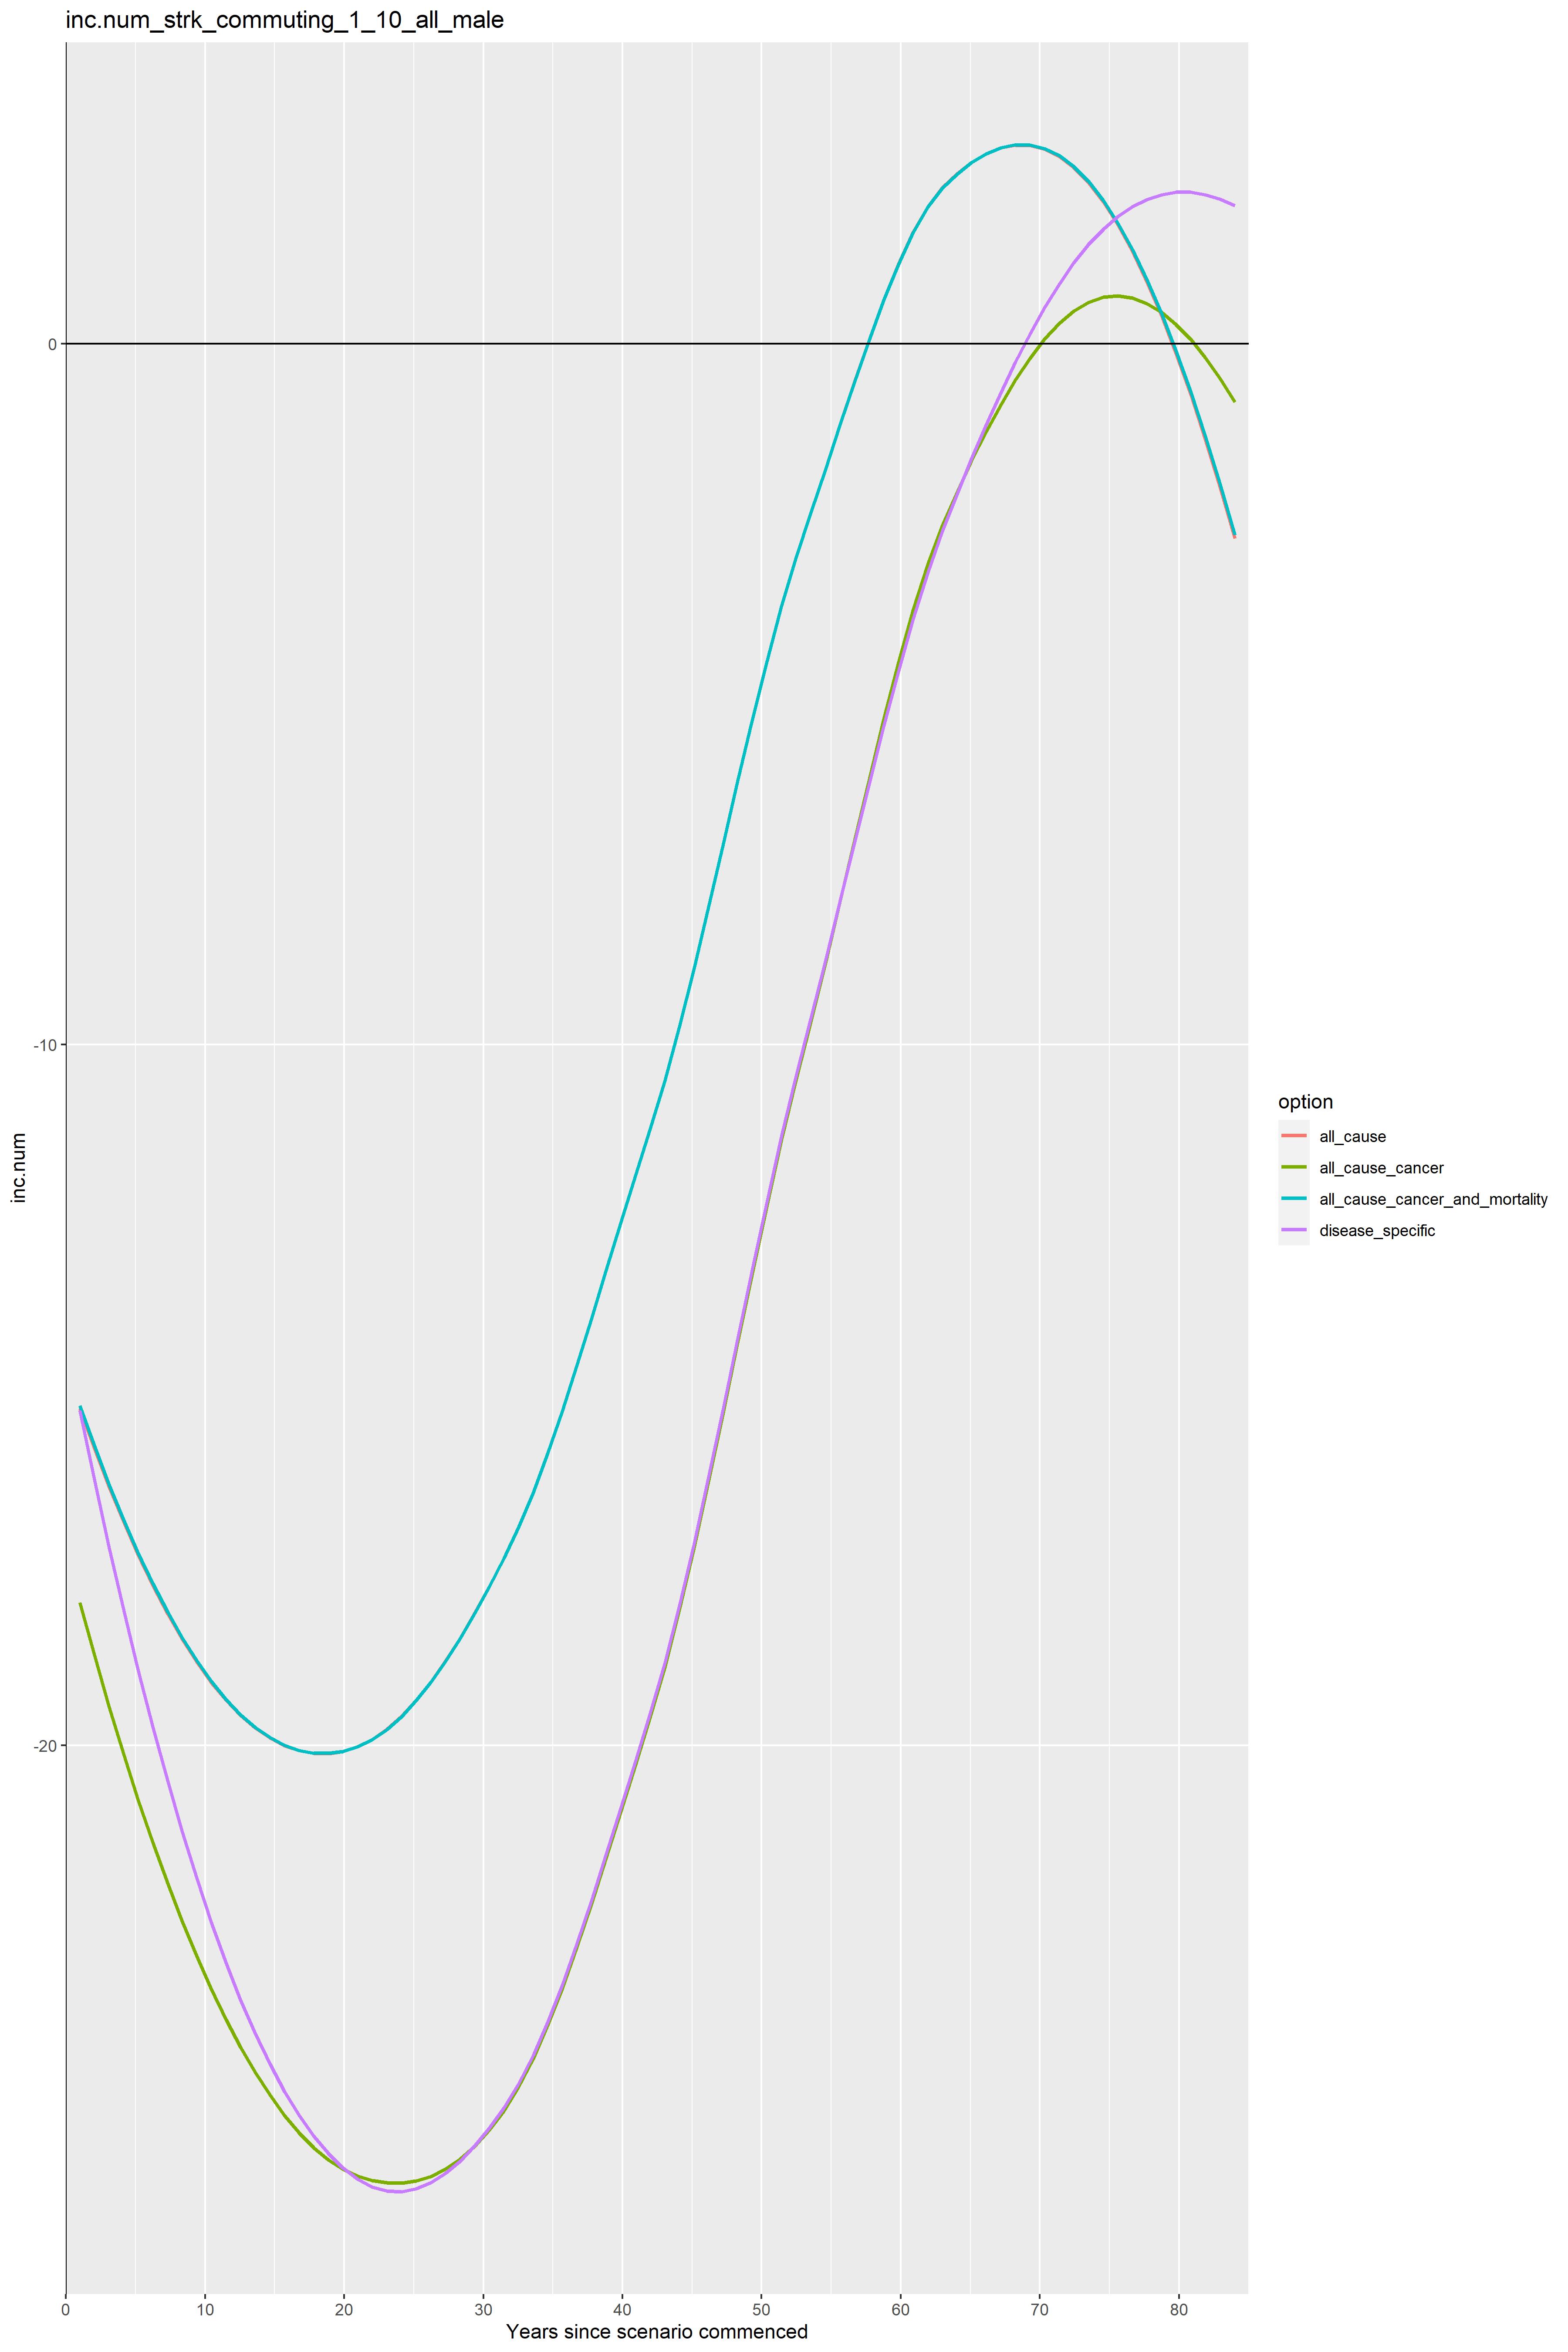 inc.num_strk_commuting_1_10_all_male
inc.num
0
-10
-20
0 10 20 30 40 50 60 70 80
Years since scenario commenced
option
all_cause
all_cause_cancer
all_cause_cancer_and_mortality
disease_specific